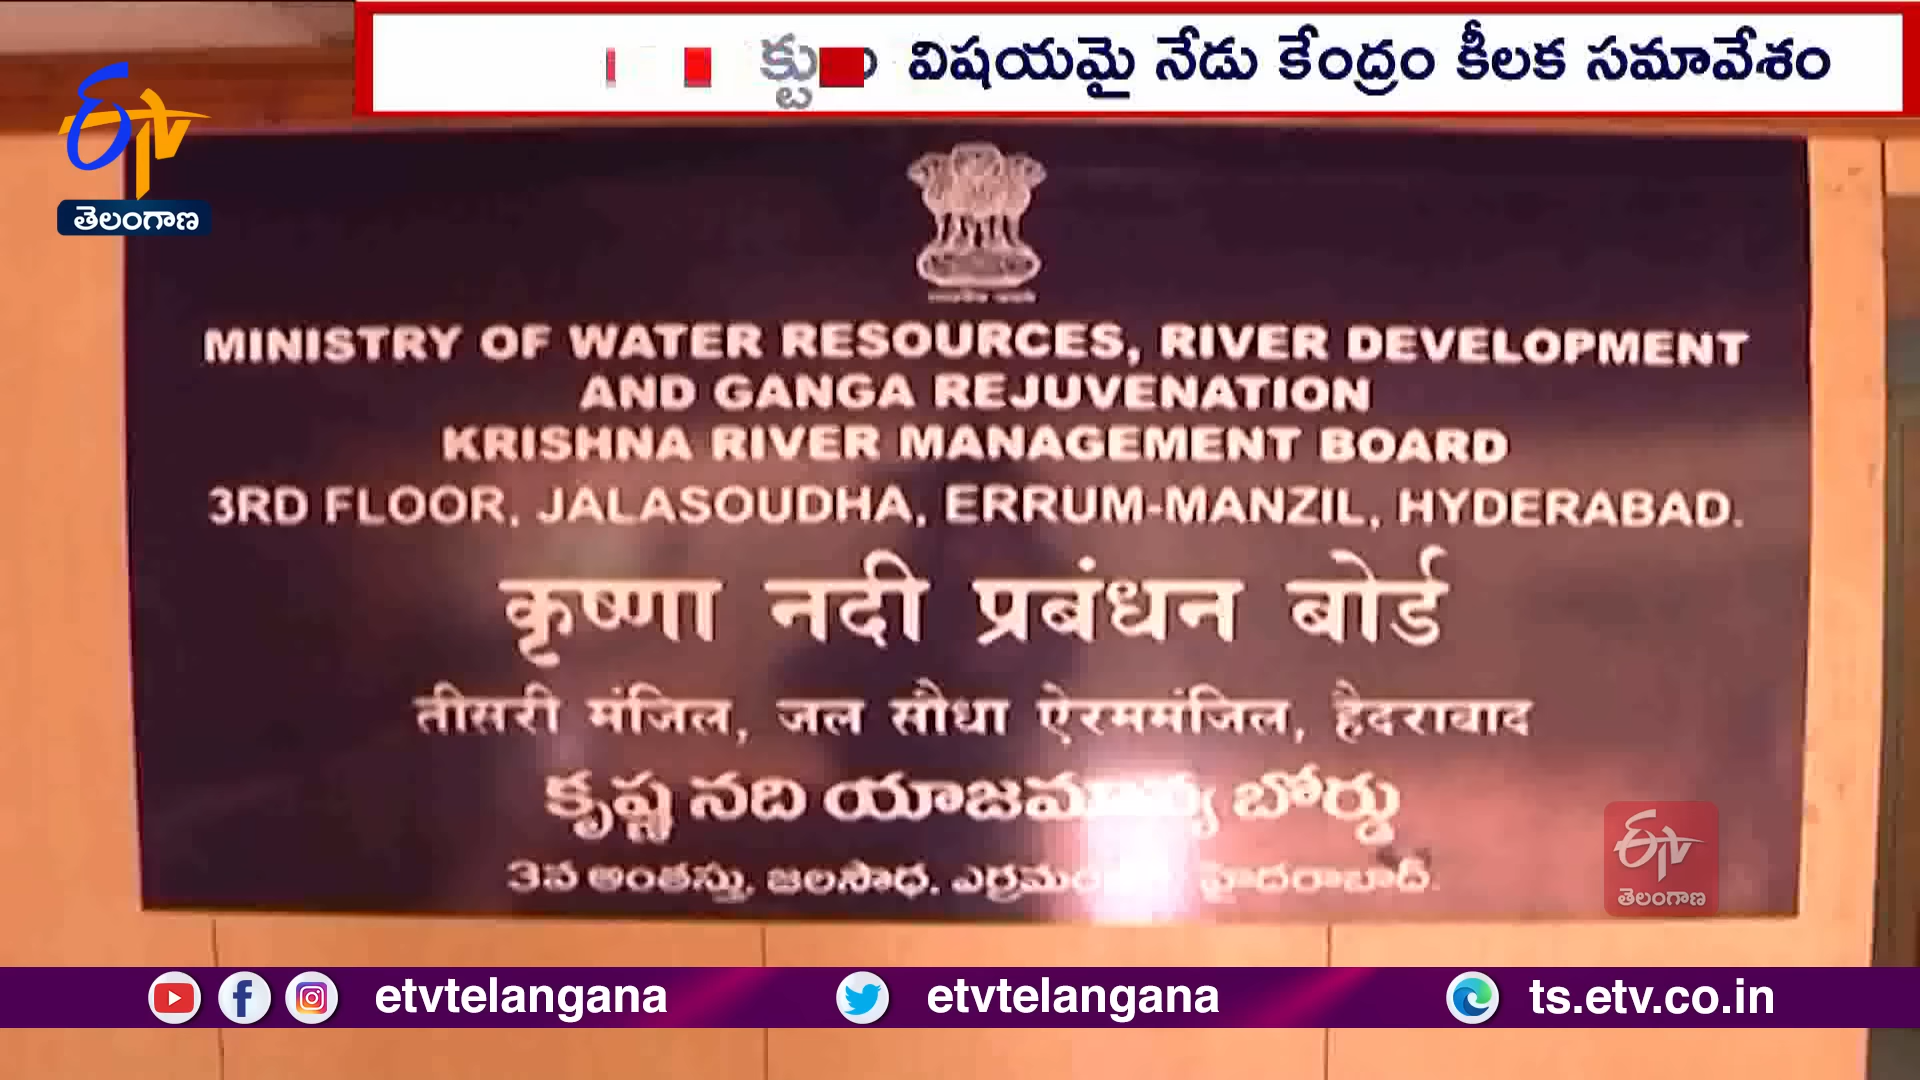 విషయమై నేడు కేంద్రం కీలక సమావేశం
ETV
తెలంగాణ
MINISTRY OF WATER RESOURCES, RIVER DEVELOPMENT
AND GANGA REJUVENATION
KRISHNA RIVER MANAGEMENT BOARD
3RD FLOOR, JALASOUDHA, ERRUM-MANZIL, HYDERABAD.
कृष्णा नदी प्रबंधन बोर्ड
तीसरी मंजिल, जल सौधा ऐरममंजिल, हैदराबाद
కృష్ణ నది యాజమాన్య బోర్డు
3వ అంతస్తు, జలసౌధ, హైదరాబాద్.
ETV
తెలంగాణ
etvtelangana
etvtelangana
ts.etv.co.in